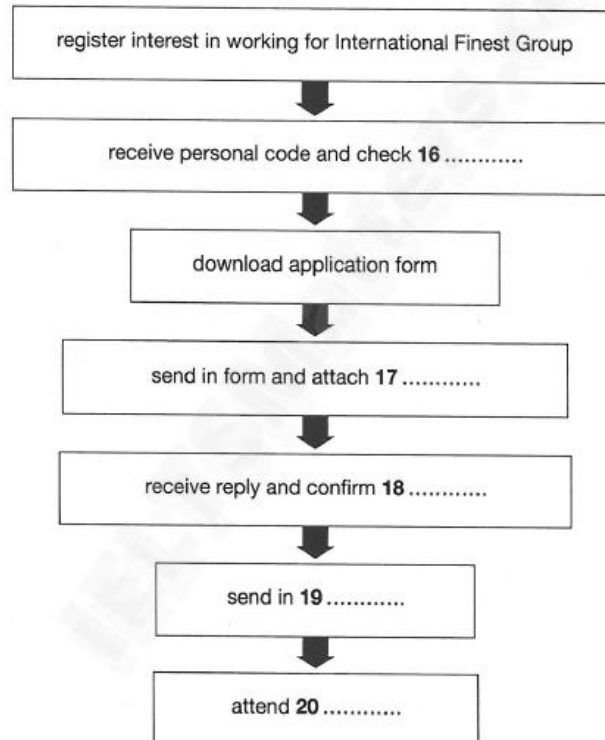 register interest in working for International Finest Group
receive personal code and check 16 ............
download application form
send in form and attach 17 ............
receive reply and confirm 18 ............
send in 19 ............
attend 20 ............